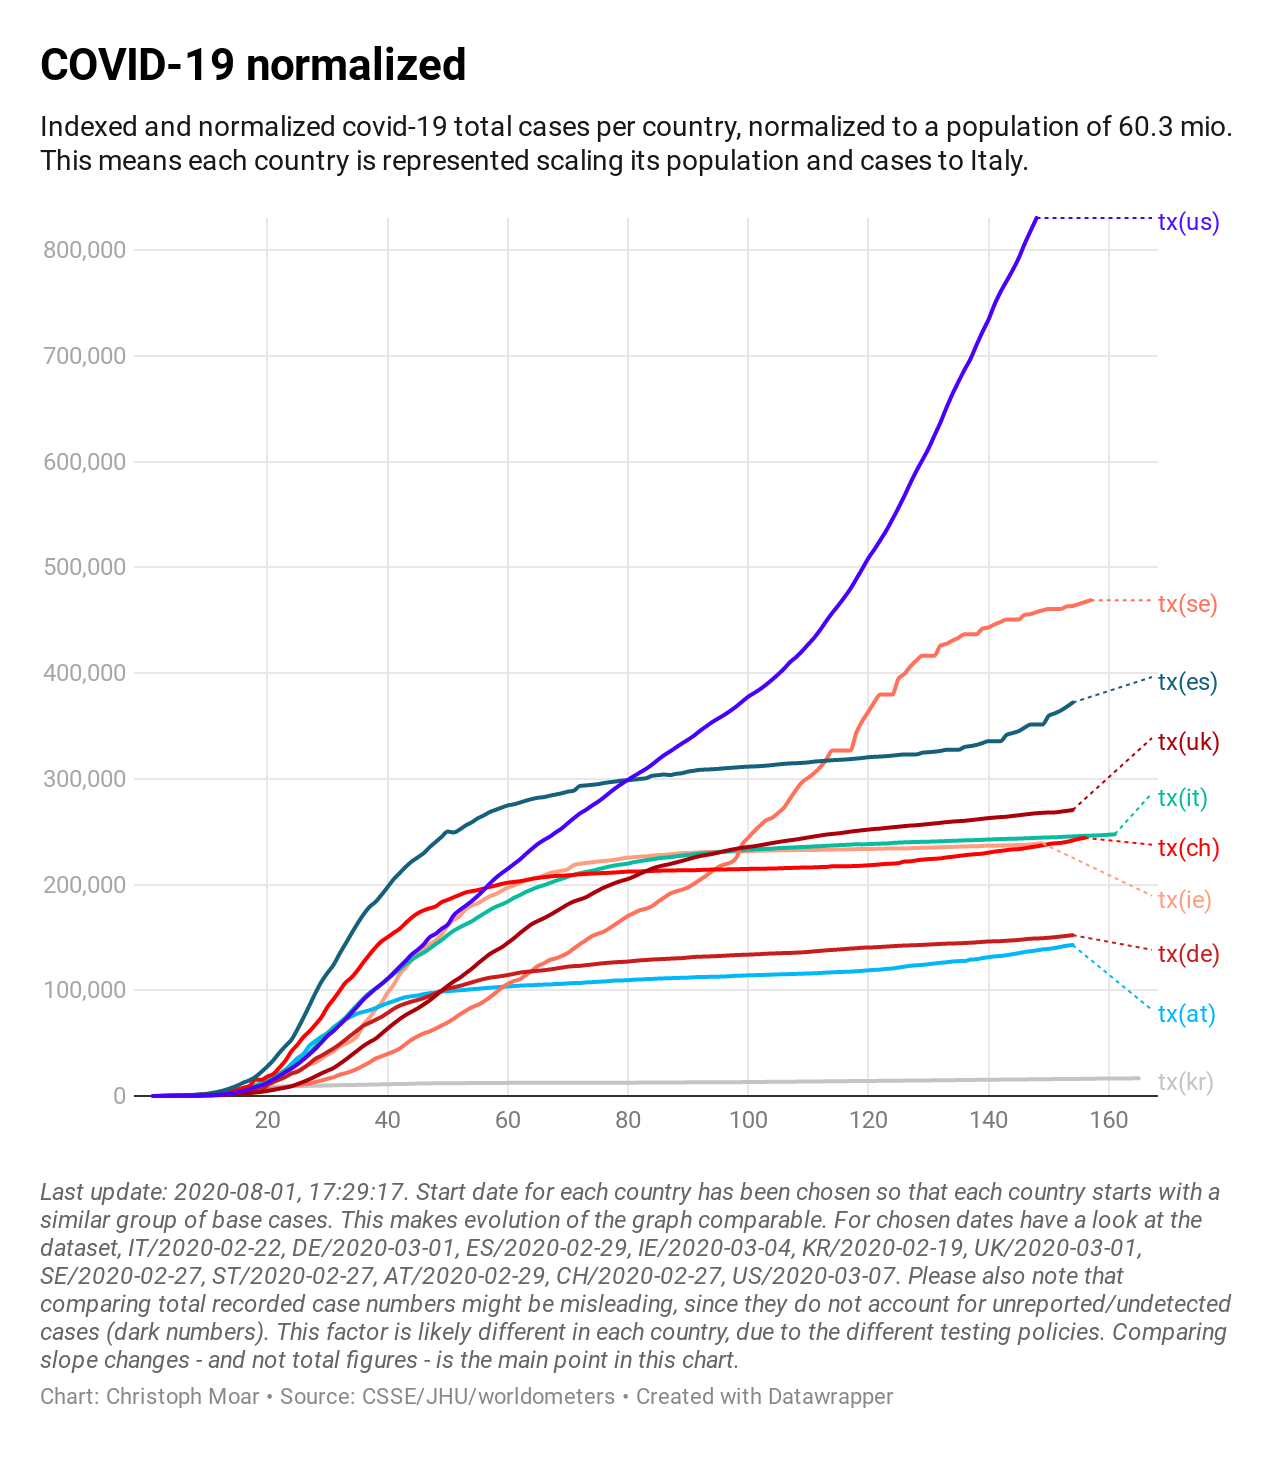 COVID-19 normalized
Indexed and normalized covid-19 total cases per country, normalized to a population of 60.3 mio.
This means each country is represented scaling its population and cases to Italy.
tx(us)
800,000
700,000
600,000
500,000
tx(se)
400,000
tx(es)
300,000
tx(uk)
tx(it)
tx(ch)
200,000
tx(ie)
tx(de)
100,000
tx(at)
tx(kr)
0
20 40 60 80 100 120 140 160
Last update: 2020-08-01, 17:29:17. Start date for each country has been chosen so that each country starts with a
similar group of base cases. This makes evolution of the graph comparable. For chosen dates have a look at the
dataset, IT/2020-02-22, DE/2020-03-01, ES/2020-02-29, IE/2020-03-04, KR/2020-02-19, UK/2020-03-01,
SE/2020-02-27, ST/2020-02-27, AT/2020-02-29, CH/2020-02-27, US/2020-03-07. Please also note that
comparing total recorded case numbers might be misleading, since they do not account for unreported/undetected
cases (dark numbers). This factor is likely different in each country, due to the different testing policies. Comparing
slope changes - and not total figures - is the main point in this chart.
Chart: Christoph Moar • Source: CSSE/JHU/worldometers • Created with Datawrapper